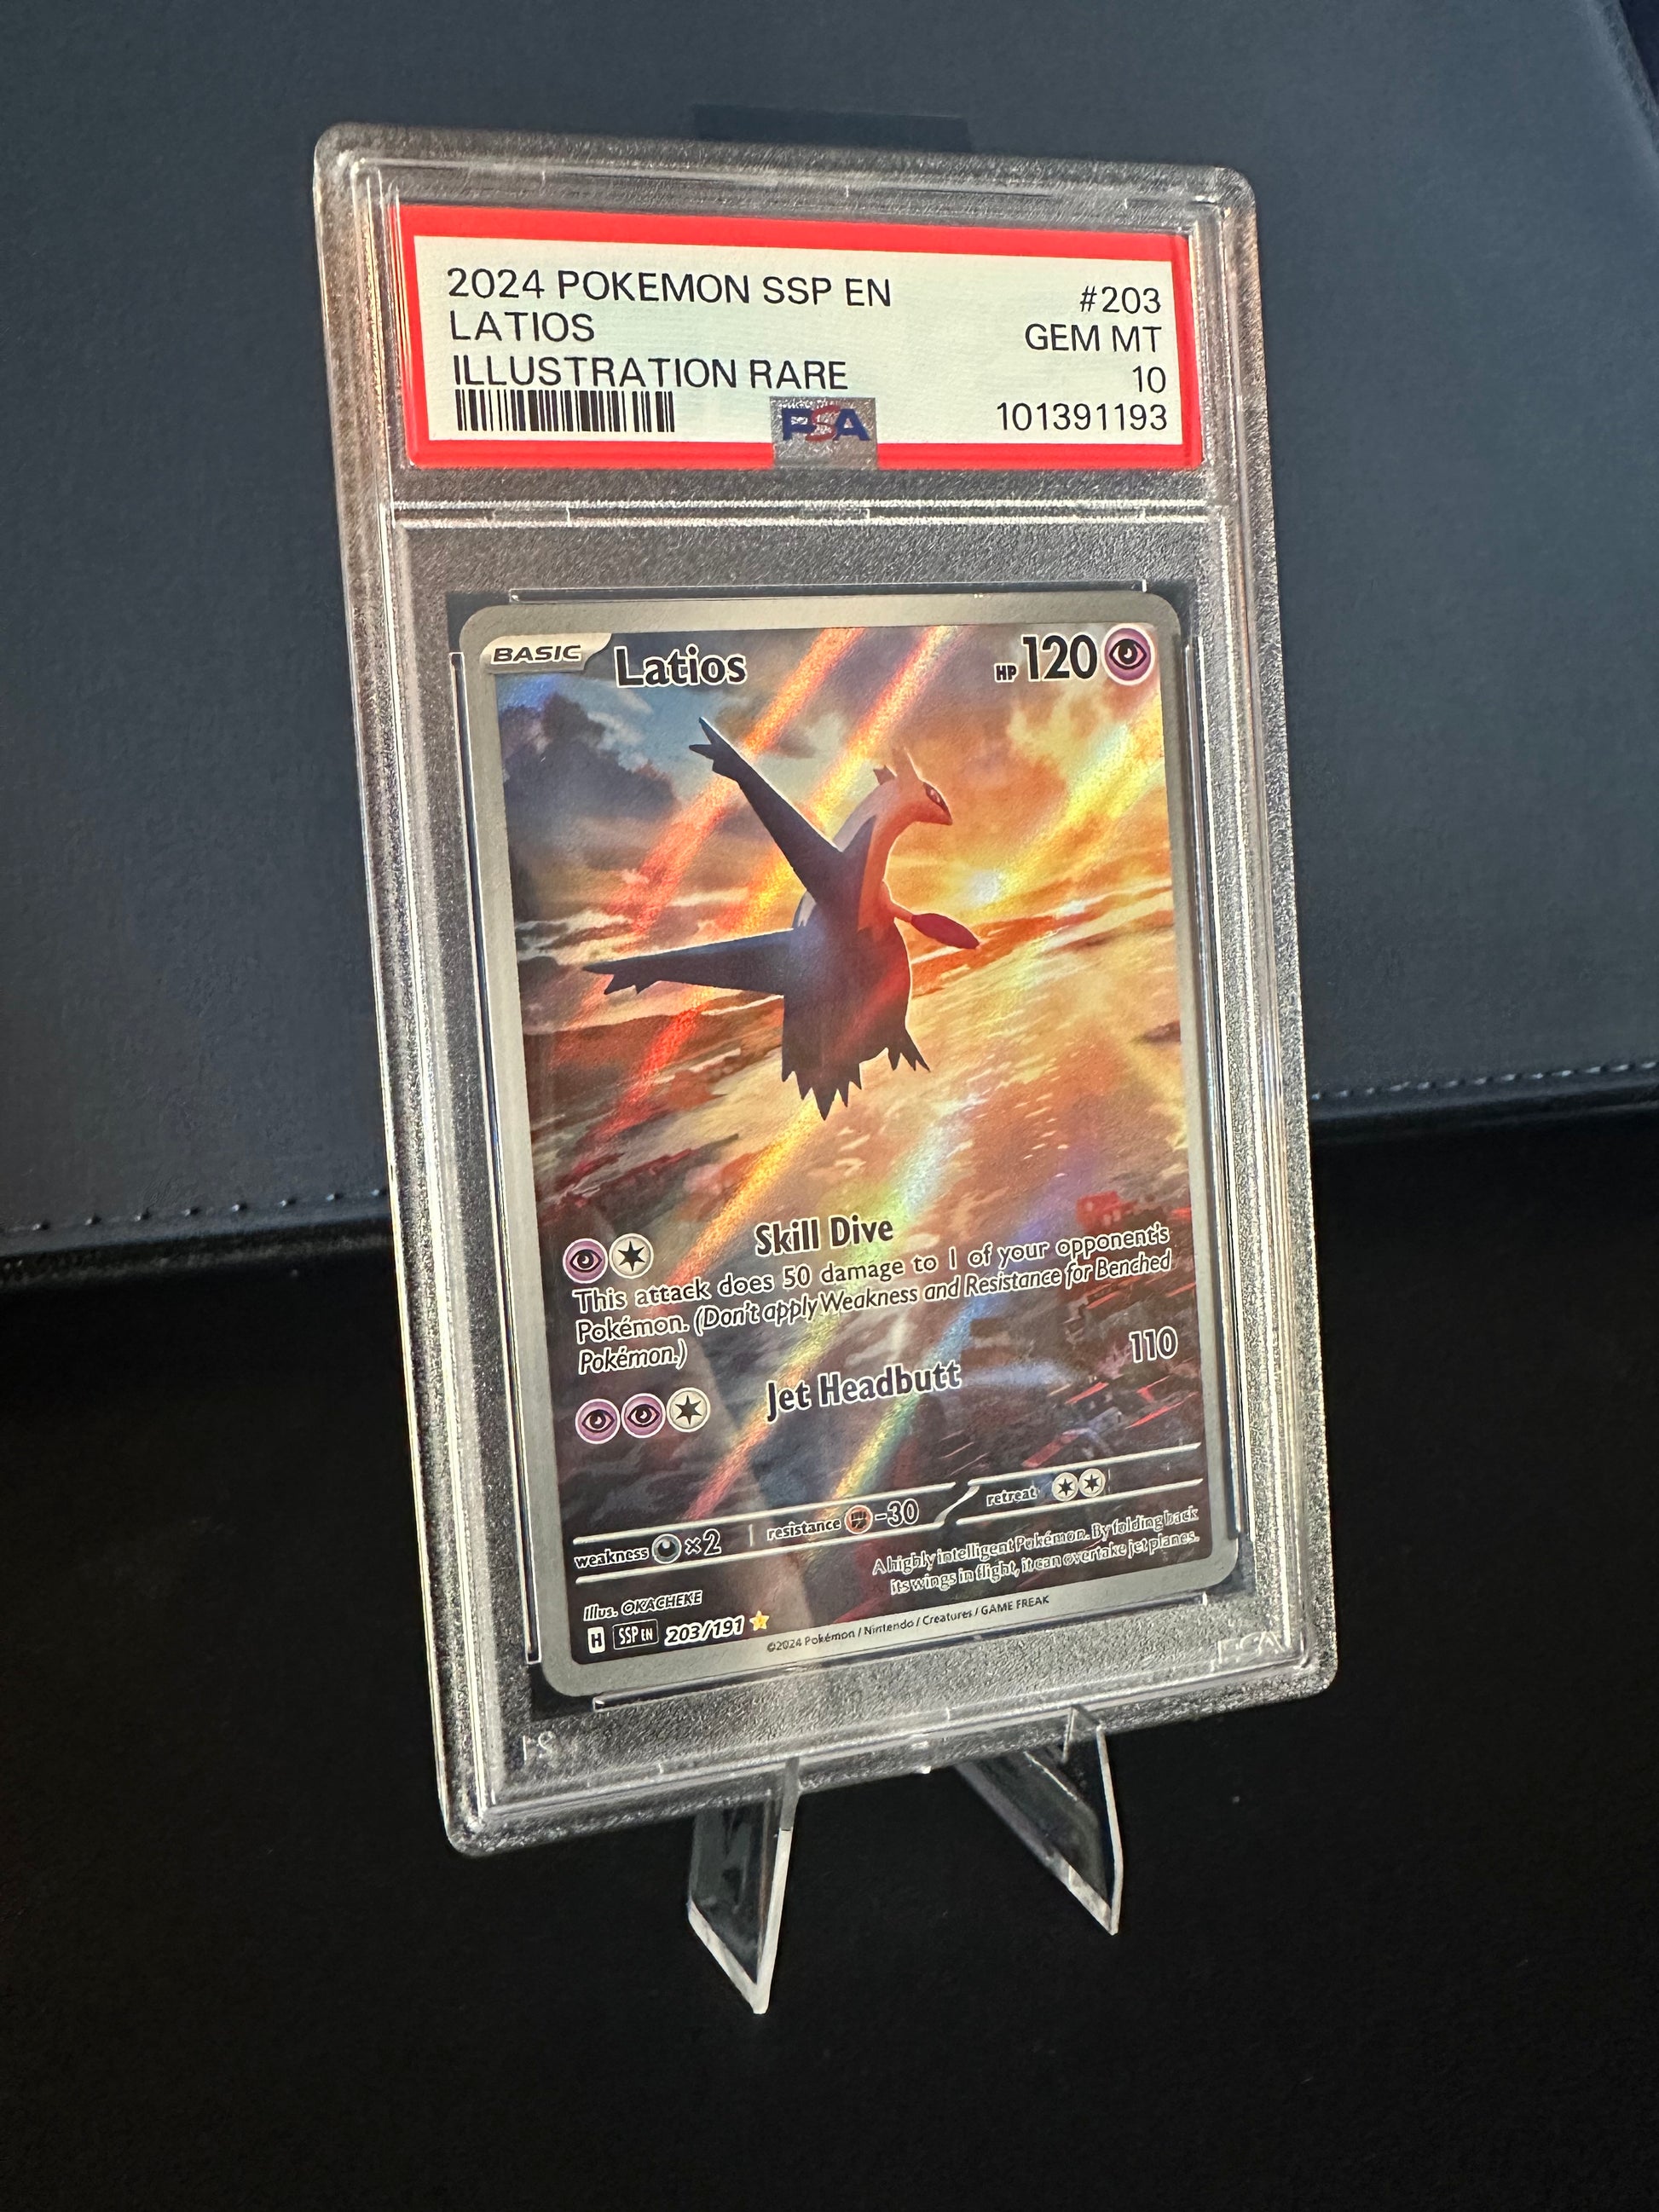 2024 POKEMON SSP EN #203
LATIOS GEM MT
ILLUSTRATION RARE 10
PSA 101391193
BASIC Latios HP 120
Skill Dive
This attack does 50 damage to 1 of your opponent's
Pokémon. (Don't apply Weakness and Resistance for Benched
Pokémon.)
Jet Headbutt 110
weakness ×2 resistance -30 retreat
A highly intelligent Pokémon. By folding back
its wings in flight, it can overtake jet planes.
Illus. OKACHEKE
H SSP EN 203/191 ©2024 Pokémon / Nintendo / Creatures / GAME FREAK